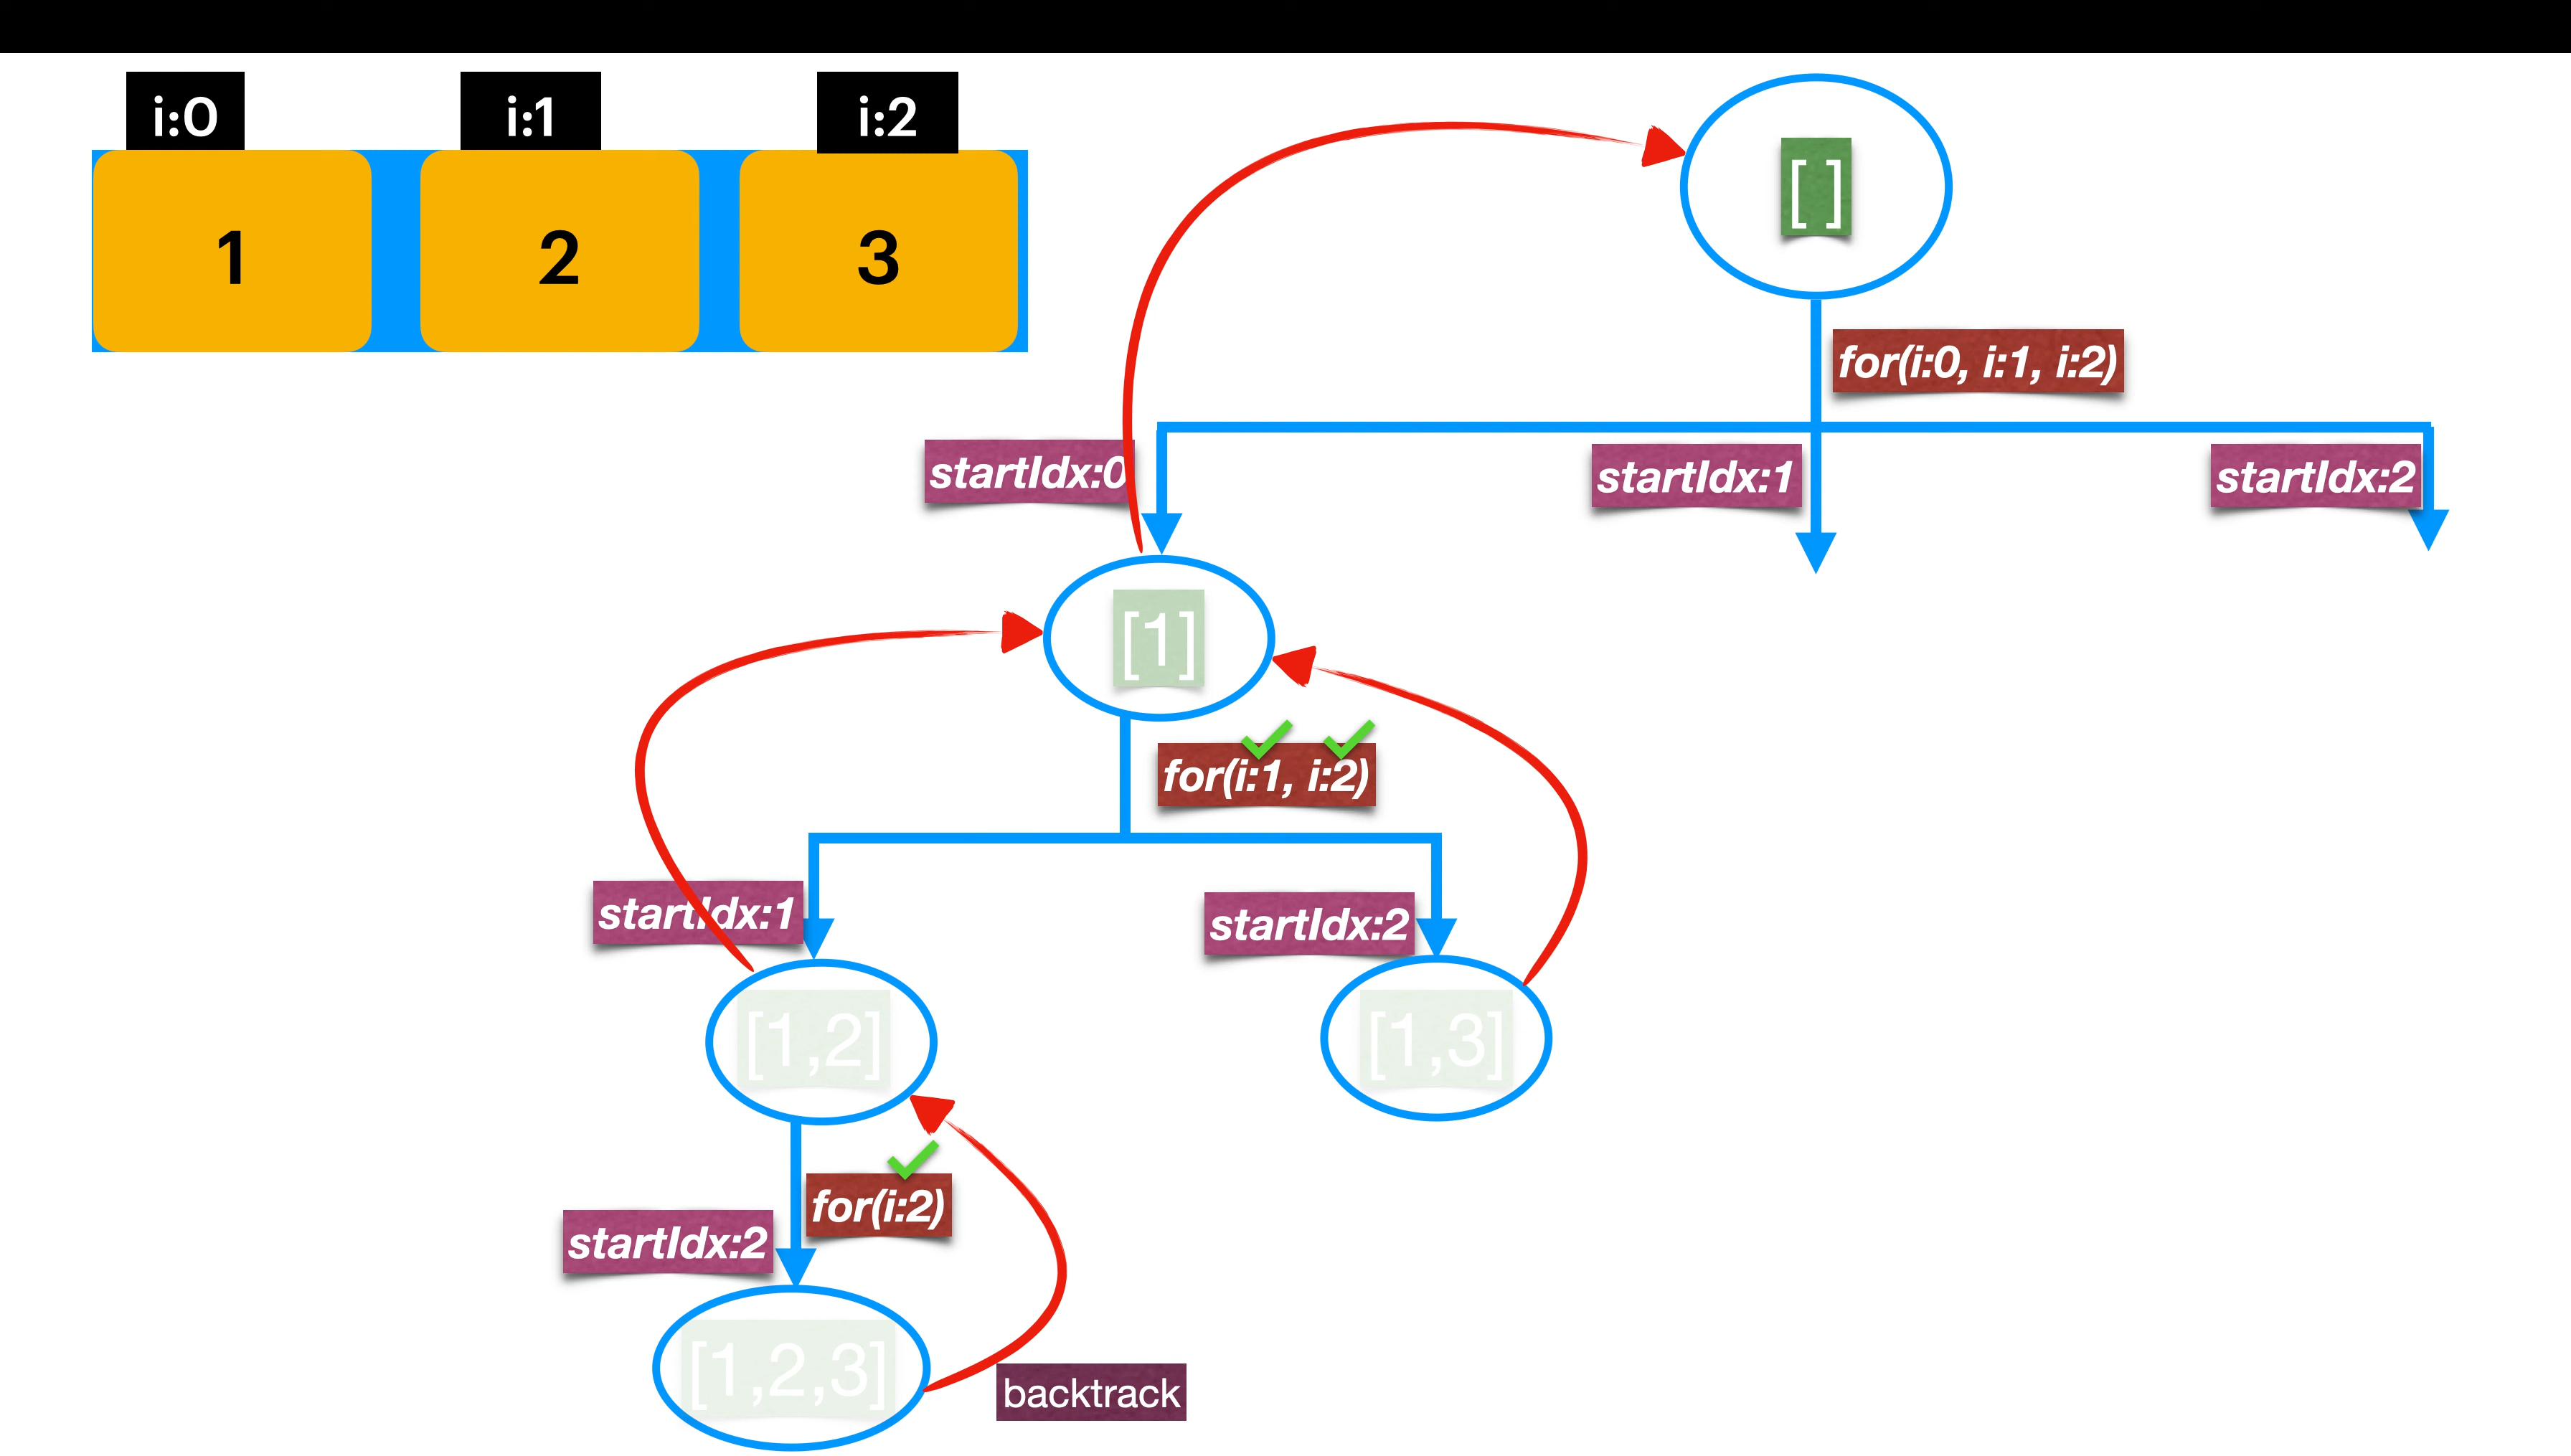 i:0
i:1
i:2
1
2
3
[ ]
for(i:0, i:1, i:2)
startIdx:0
startIdx:1
startIdx:2
[1]
for(i:1, i:2)
startIdx:1
startIdx:2
[1,2]
[1,3]
for(i:2)
startIdx:2
[1,2,3]
backtrack